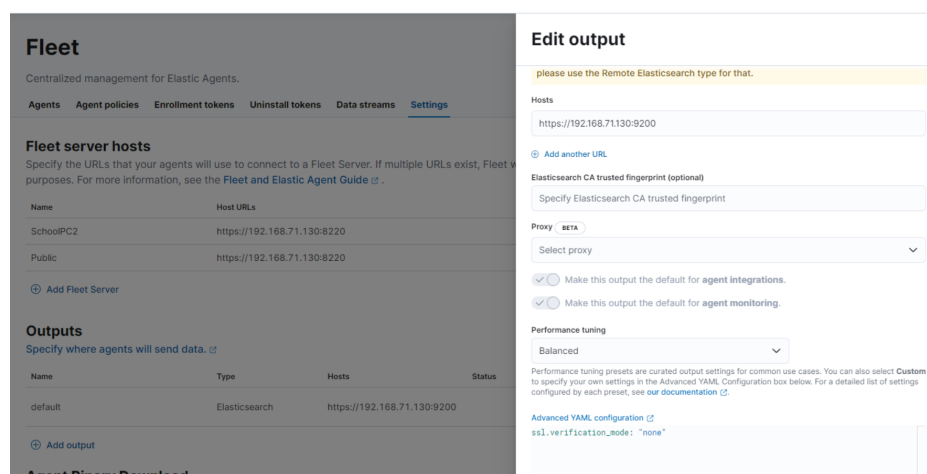 Fleet
Centralized management for Elastic Agents.
Agents Agent policies Enrollment tokens Uninstall tokens Data streams Settings
Fleet server hosts
Specify the URLs that your agents will use to connect to a Fleet Server. If multiple URLs exist, Fleet
purposes. For more information, see the Fleet and Elastic Agent Guide.
Name Host URLs
SchoolPC2 https://192.168.71.130:8220
Public https://192.168.71.130:8220
Add Fleet Server
Outputs
Specify where agents will send data.
Name Type Hosts Status
default Elasticsearch https://192.168.71.130:9200
Add output
Agent Binary Download
Edit output
please use the Remote Elasticsearch type for that.
Hosts
https://192.168.71.130:9200
Add another URL
Elasticsearch CA trusted fingerprint (optional)
Specify Elasticsearch CA trusted fingerprint
Proxy BETA
Select proxy
Make this output the default for agent integrations.
Make this output the default for agent monitoring.
Performance tuning
Balanced
Performance tuning presets are curated output settings for common use cases. You can also select Custom
to specify your own settings in the Advanced YAML Configuration box below. For a detailed list of settings
configured by each preset, see our documentation.
Advanced YAML configuration
ssl.verification_mode: "none"